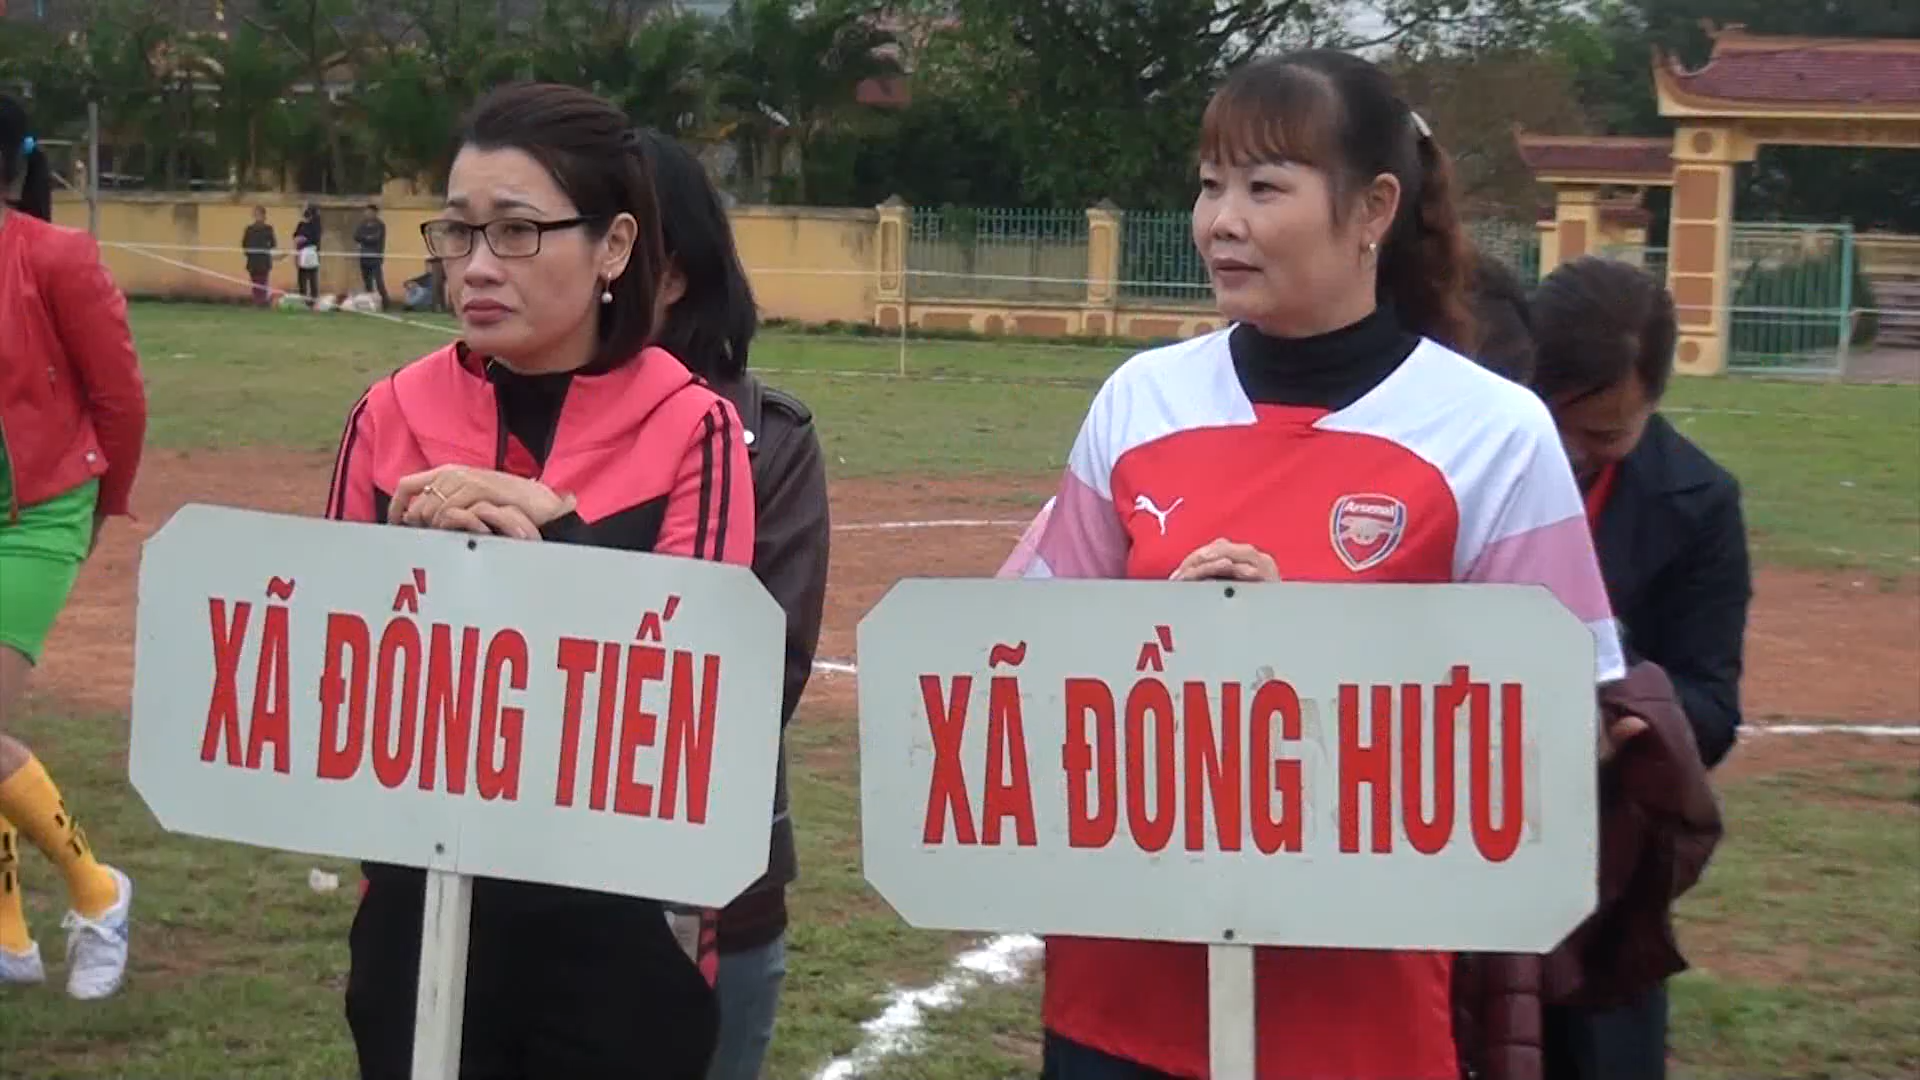 XÃ ĐỒNG TIẾN
XÃ ĐỒNG HƯU
Arsenal